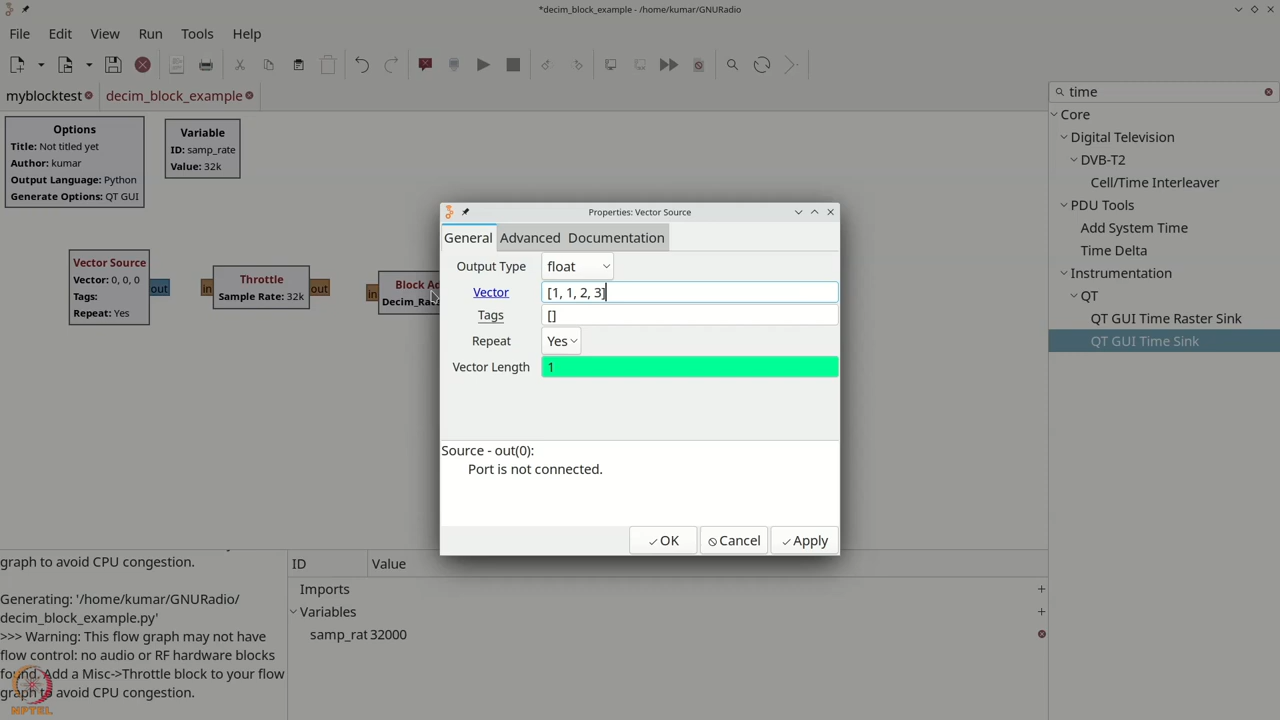 *decim_block_example - /home/kumar/GNURadio
File Edit View Run Tools Help
myblocktest decim_block_example
time
Options
Title: Not titled yet
Author: kumar
Output Language: Python
Generate Options: QT GUI
Variable
ID: samp_rate
Value: 32k
Core
Digital Television
DVB-T2
Cell/Time Interleaver
PDU Tools
Add System Time
Time Delta
Instrumentation
QT
QT GUI Time Raster Sink
QT GUI Time Sink
Vector Source
Vector: 0, 0, 0
Tags:
Repeat: Yes
out
in
Throttle
Sample Rate: 32k
out
in
Block Ad
Decim_Rat
Properties: Vector Source
General Advanced Documentation
Output Type float
Vector [1, 1, 2, 3]
Tags []
Repeat Yes
Vector Length 1
Source - out(0):
Port is not connected.
OK Cancel Apply
graph to avoid CPU congestion.
Generating: '/home/kumar/GNURadio/
decim_block_example.py'
>>> Warning: This flow graph may not have
flow control: no audio or RF hardware blocks
found. Add a Misc->Throttle block to your flow
graph to avoid CPU congestion.
ID Value
Imports
Variables
samp_rat 32000
NPTEL